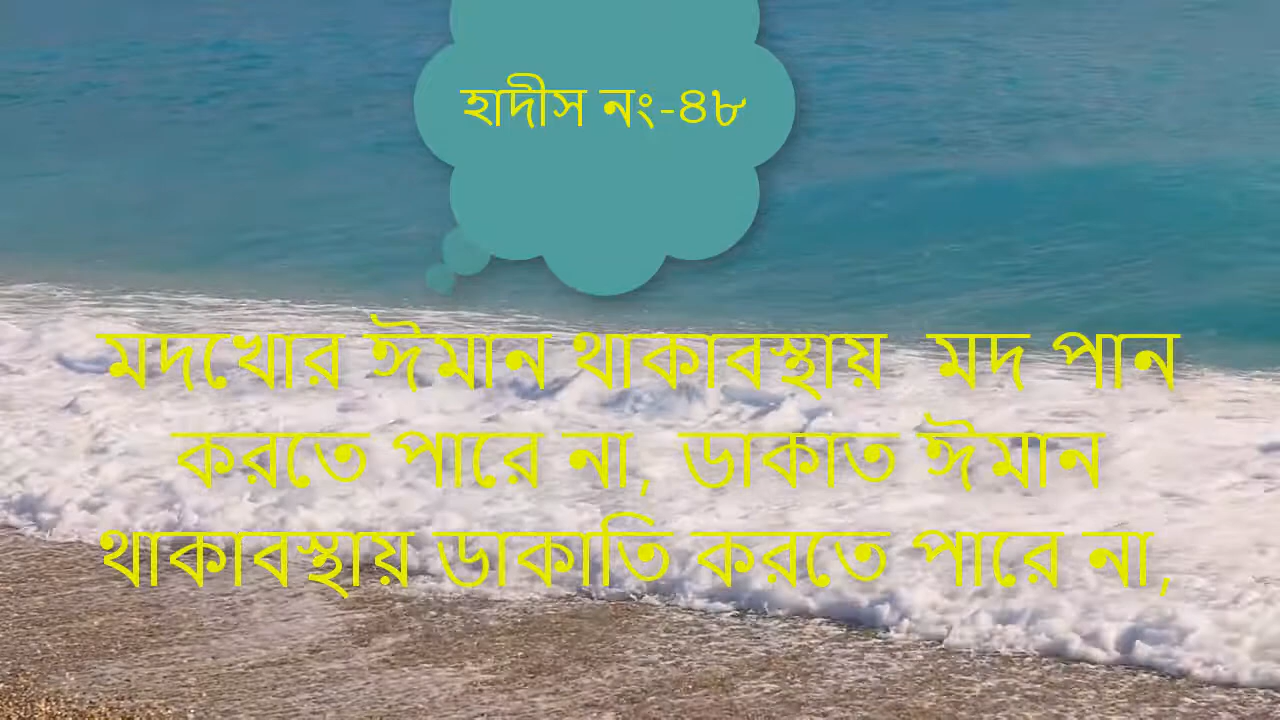 হাদীস নং-৪৮
মদখোর ঈমান থাকাবস্থায়  মদ পান
করতে পারে না, ডাকাত ঈমান
থাকাবস্থায় ডাকাতি করতে পারে না,